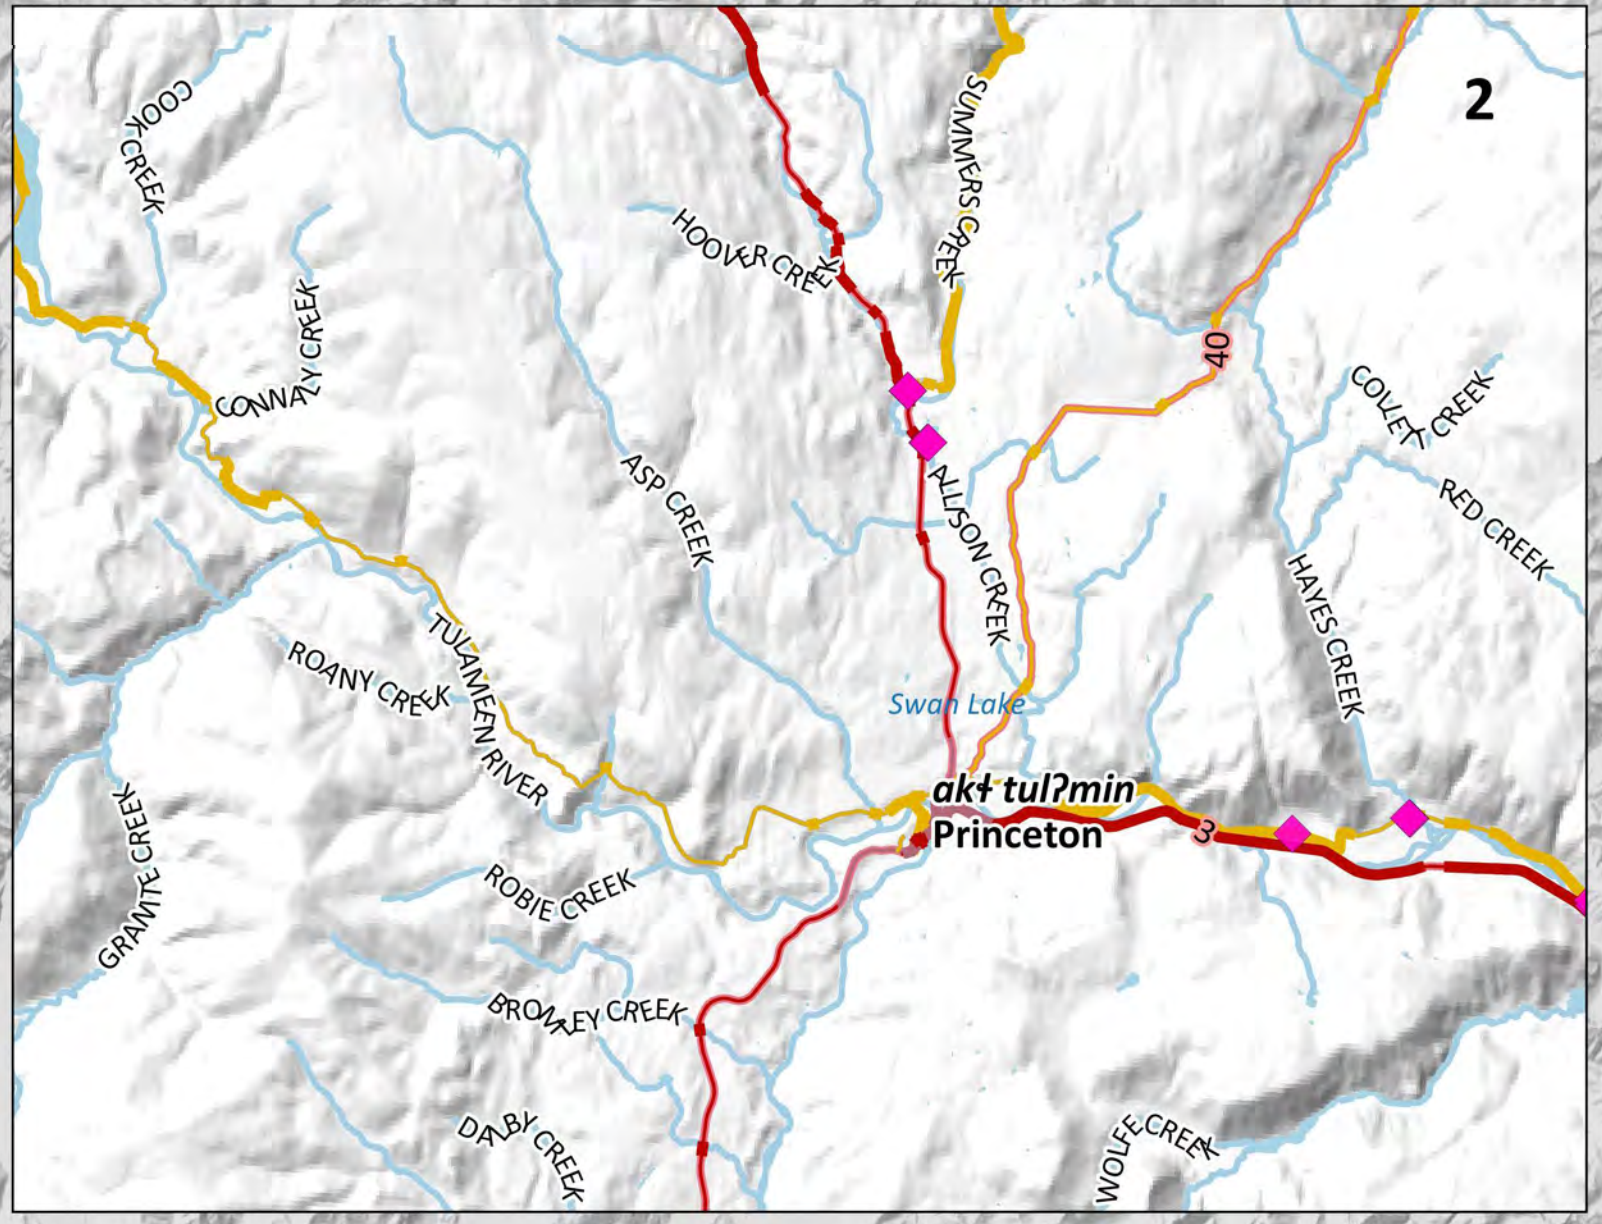 2
COOK CREEK
SUMMERS CREEK
HOOVER CREEK
CONNALY CREEK
40
COVEY CREEK
ASP CREEK
ALLISON CREEK
RED CREEK
HAYES CREEK
TULAMEEN RIVER
ROANY CREEK
Swan Lake
akɬ tulʔmin
Princeton
3
GRANITE CREEK
ROBIE CREEK
BROMLEY CREEK
DALBY CREEK
WOLFE CREEK